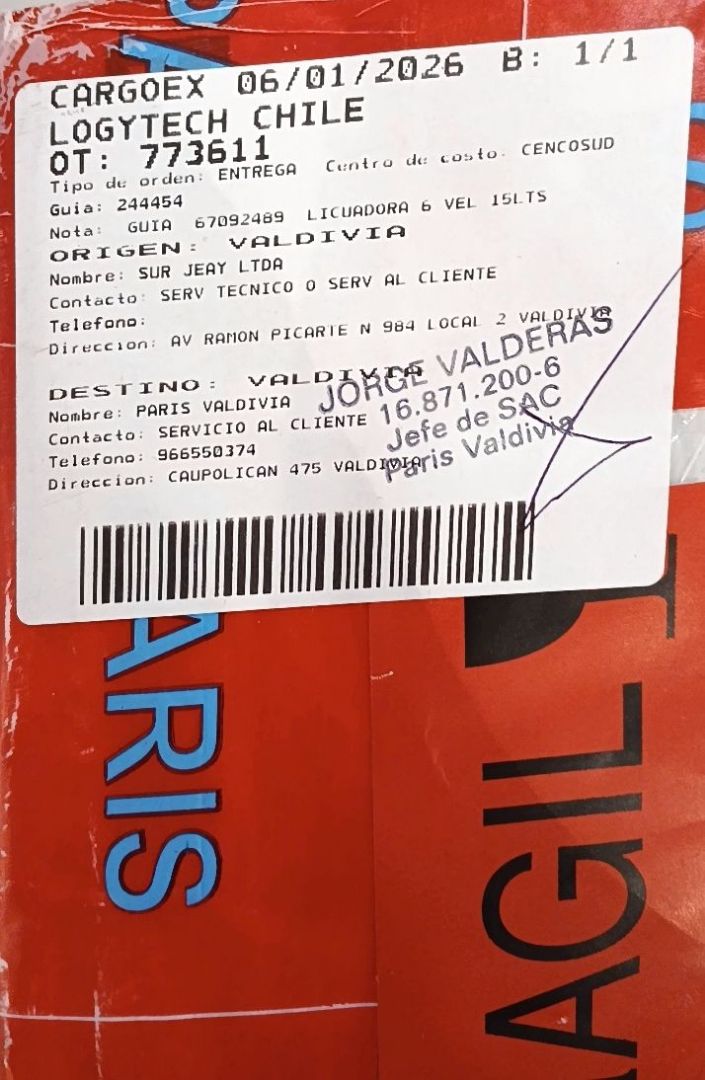 CARGOEX 06/01/2026 B: 1/1
LOGYTECH CHILE
OT: 773611
Tipo de orden: ENTREGA Centro de costo: CENCOSUD
Guia: 244454
Nota: GUIA 67092489 LICUADORA 6 VEL 15LTS
ORIGEN: VALDIVIA
Nombre: SUR JEAY LTDA
Contacto: SERV TECNICO O SERV AL CLIENTE
Telefono:
Direccion: AV RAMON PICARTE N 984 LOCAL 2 VALDIVIA
DESTINO: VALDIVIA
Nombre: PARIS VALDIVIA
Contacto: SERVICIO AL CLIENTE
Telefono: 966550374
Direccion: CAUPOLICAN 475 VALDIVIA
JORGE VALDERAS
16.871.200-6
Jefe de SAC
Paris Valdivia
ARIS
AGIL